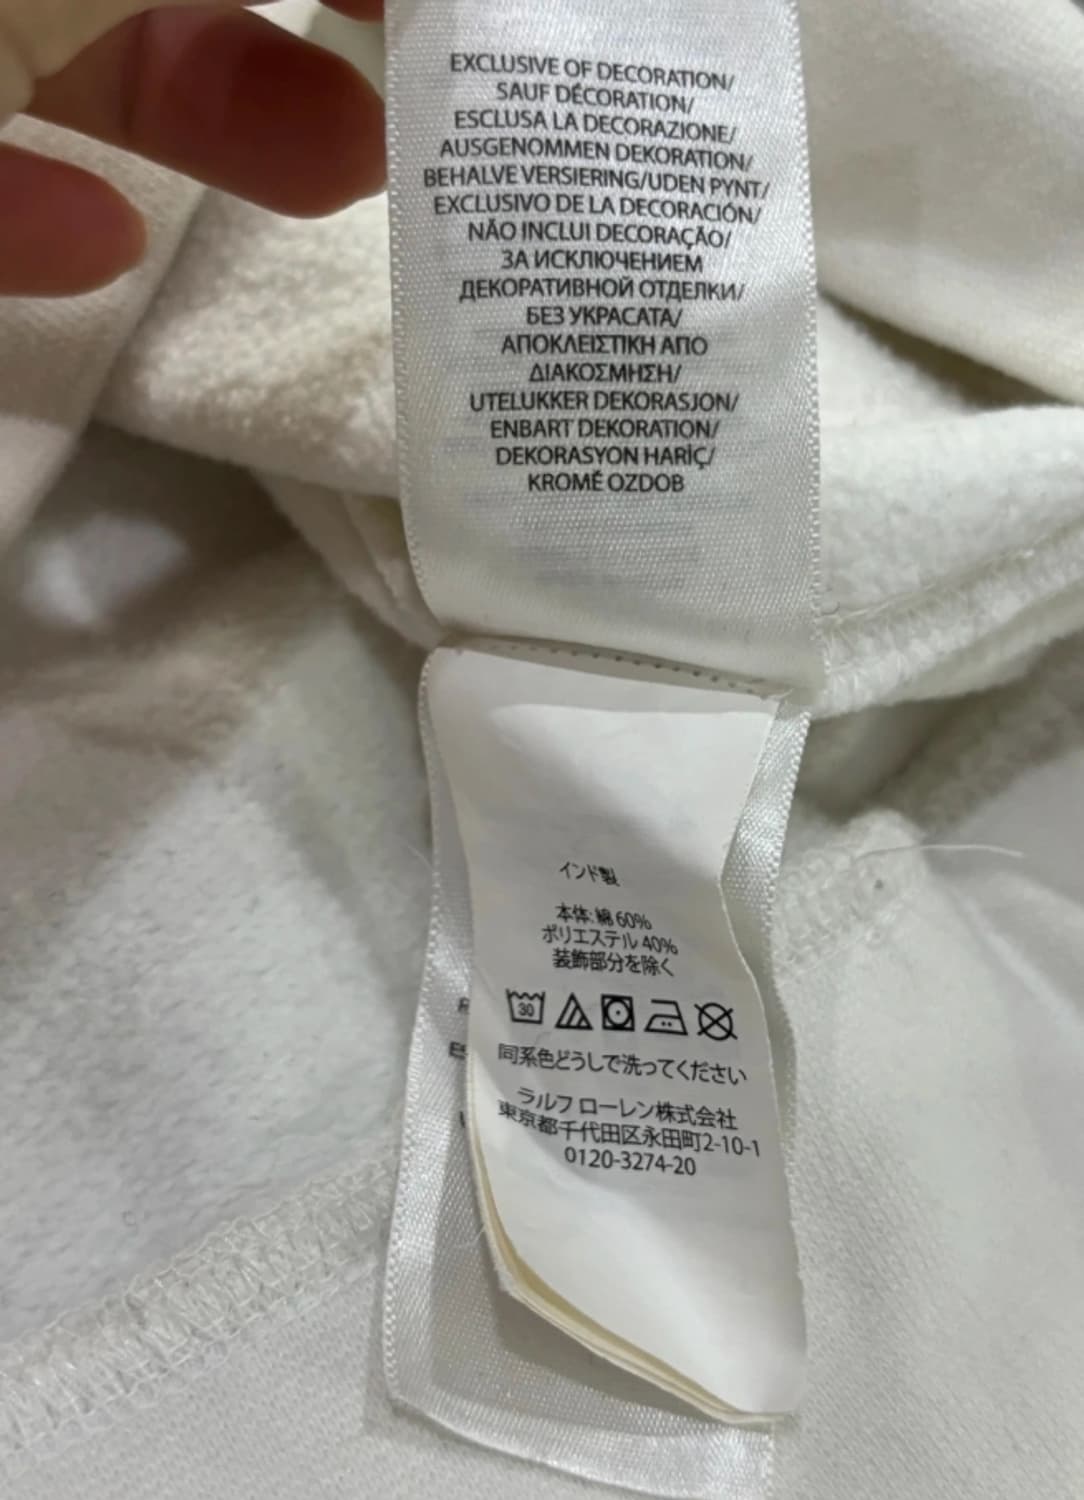 EXCLUSIVE OF DECORATION/
SAUF DÉCORATION/
ESCLUSA LA DECORAZIONE/
AUSGENOMMEN DEKORATION/
BEHALVE VERSIERING/UDEN PYNT/
EXCLUSIVO DE LA DECORACIÓN/
NÃO INCLUI DECORAÇÃO/
ЗА ИСКЛЮЧЕНИЕМ
ДЕКОРАТИВНОЙ ОТДЕЛКИ/
БЕЗ УКРАСАТА/
ΑΠΟΚΛΕΙΣΤΙΚΗ ΑΠΟ
ΔΙΑΚΟΣΜΗΣΗ/
UTELUKKER DEKORASJON/
ENBART DEKORATION/
DEKORASYON HARİÇ/
KROMĚ OZDOB
インド製
本体: 綿 60%
ポリエステル 40%
装飾部分を除く
30
同系色どうしで洗ってください
ラルフ ローレン株式会社
東京都千代田区永田町2-10-1
0120-3274-20